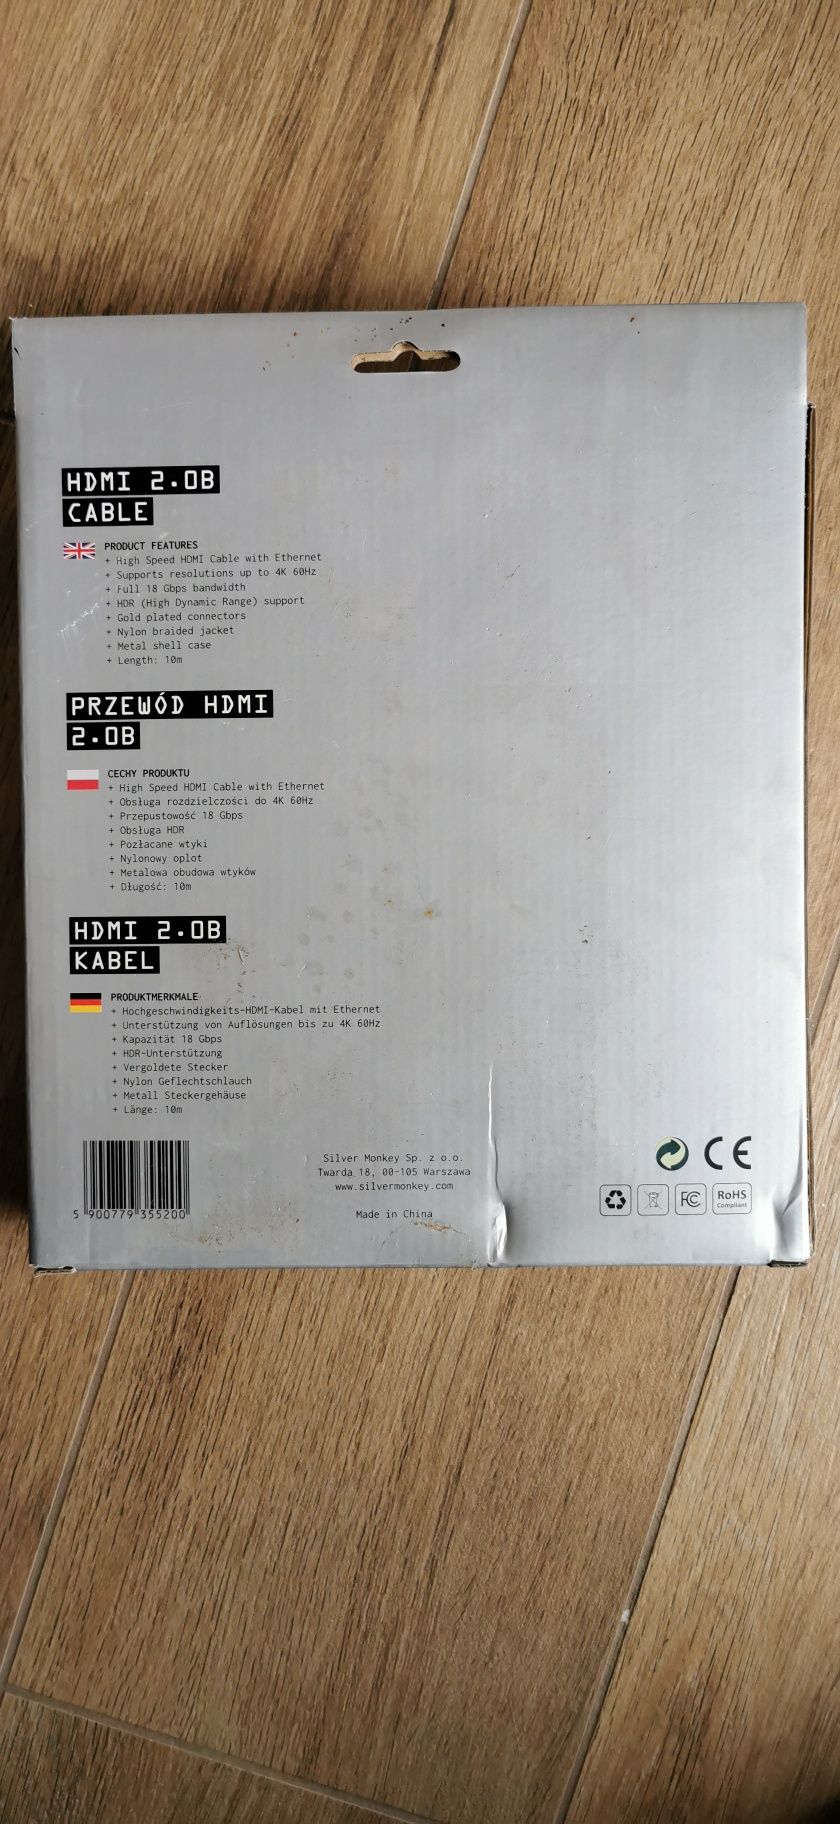 HDMI 2.0B
CABLE
PRODUCT FEATURES
+ High Speed HDMI Cable with Ethernet
+ Supports resolutions up to 4K 60Hz
+ Full 18 Gbps bandwidth
+ HDR (High Dynamic Range) support
+ Gold plated connectors
+ Nylon braided jacket
+ Metal shell case
+ Length: 10m
PRZEWÓD HDMI
2.0B
CECHY PRODUKTU
+ High Speed HDMI Cable with Ethernet
+ Obsługa rozdzielczości do 4K 60Hz
+ Przepustowość 18 Gbps
+ Obsługa HDR
+ Pozłacane wtyki
+ Nylonowy oplot
+ Metalowa obudowa wtyków
+ Długość: 10m
HDMI 2.0B
KABEL
PRODUKTMERKMALE
+ Hochgeschwindigkeits-HDMI-Kabel mit Ethernet
+ Unterstützung von Auflösungen bis zu 4K 60Hz
+ Kapazität 18 Gbps
+ HDR-Unterstützung
+ Vergoldete Stecker
+ Nylon Geflechtschlauch
+ Metall Steckergehäuse
+ Länge: 10m
5 900779 355200
Silver Monkey Sp. z o.o.
Twarda 18, 00-105 Warszawa
www.silvermonkey.com
Made in China
CE
FC
RoHS
Compliant